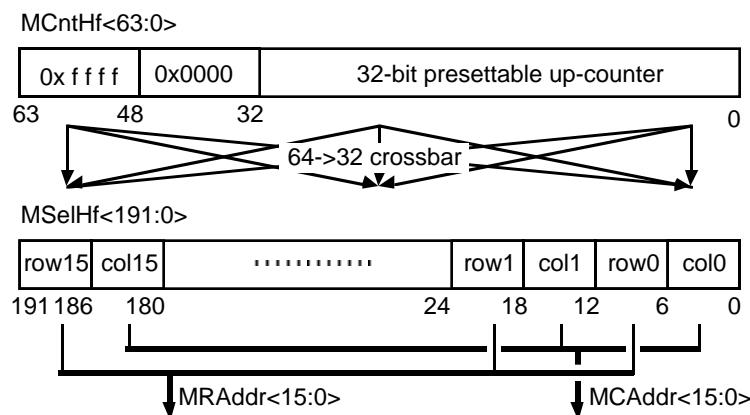 MCntHf<63:0>
0x ffff 0x0000 32-bit presettable up-counter
63 48 32 0
64->32 crossbar
MSelHf<191:0>
row15 col15 row1 col1 row0 col0
191 186 180 24 18 12 6 0
MRAddr<15:0> MCAddr<15:0>